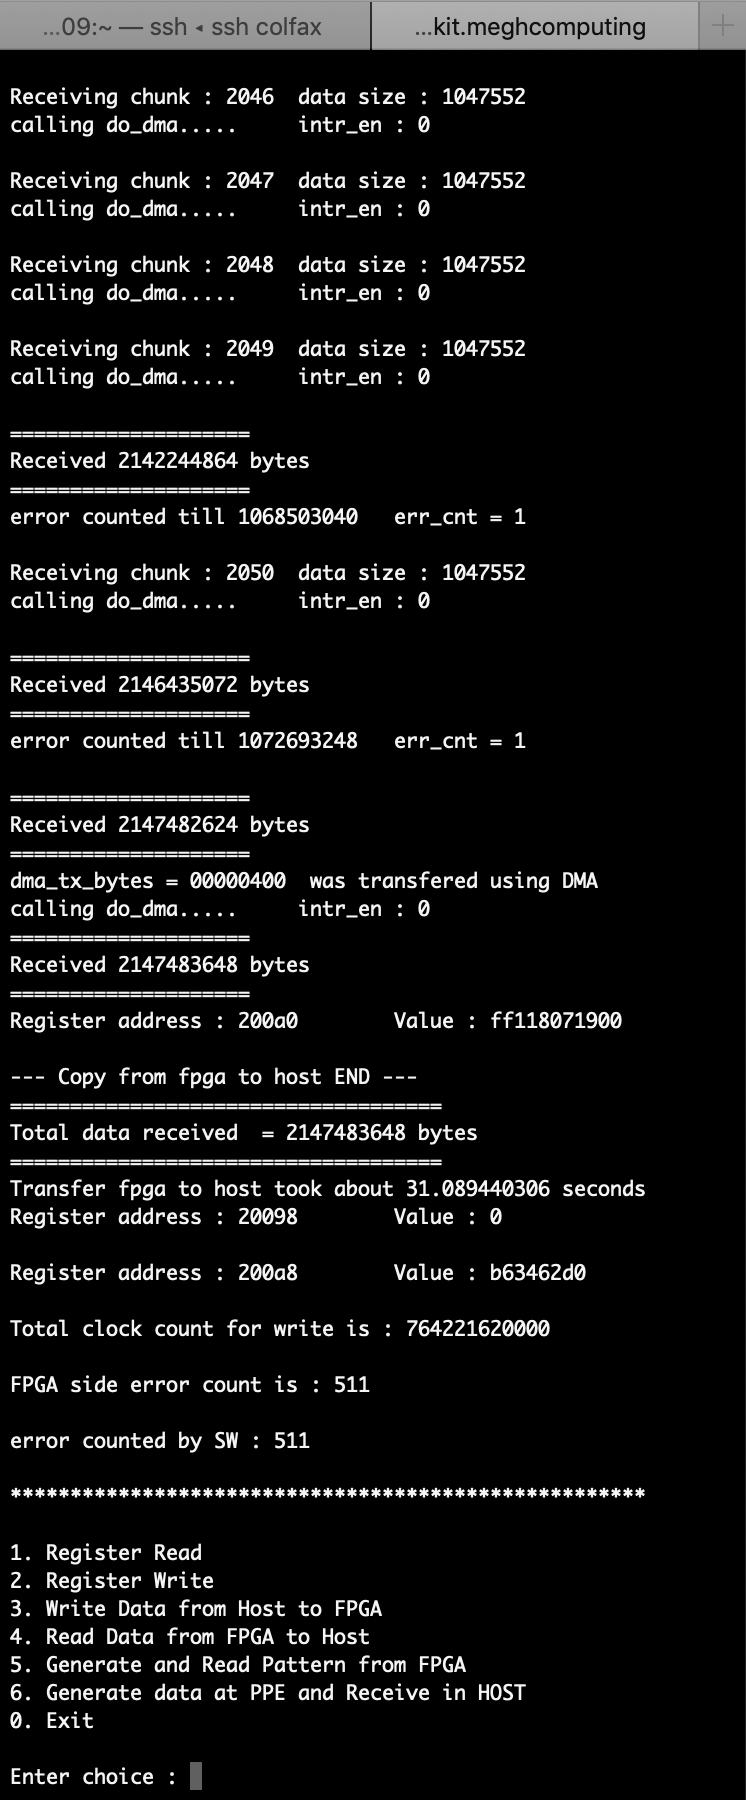 ...09:~ — ssh ◂ ssh colfax
...kit.meghcomputing
+
Receiving chunk : 2046  data size : 1047552
calling do_dma.....     intr_en : 0
Receiving chunk : 2047  data size : 1047552
calling do_dma.....     intr_en : 0
Receiving chunk : 2048  data size : 1047552
calling do_dma.....     intr_en : 0
Receiving chunk : 2049  data size : 1047552
calling do_dma.....     intr_en : 0
====================
Received 2142244864 bytes
====================
error counted till 1068503040   err_cnt = 1
Receiving chunk : 2050  data size : 1047552
calling do_dma.....     intr_en : 0
====================
Received 2146435072 bytes
====================
error counted till 1072693248   err_cnt = 1
====================
Received 2147482624 bytes
====================
dma_tx_bytes = 00000400  was transfered using DMA
calling do_dma.....     intr_en : 0
====================
Received 2147483648 bytes
====================
Register address : 200a0        Value : ff118071900
--- Copy from fpga to host END ---
====================================
Total data received  = 2147483648 bytes
====================================
Transfer fpga to host took about 31.089440306 seconds
Register address : 20098        Value : 0
Register address : 200a8        Value : b63462d0
Total clock count for write is : 764221620000
FPGA side error count is : 511
error counted by SW : 511
*****************************************************
1. Register Read
2. Register Write
3. Write Data from Host to FPGA
4. Read Data from FPGA to Host
5. Generate and Read Pattern from FPGA
6. Generate data at PPE and Receive in HOST
0. Exit
Enter choice :